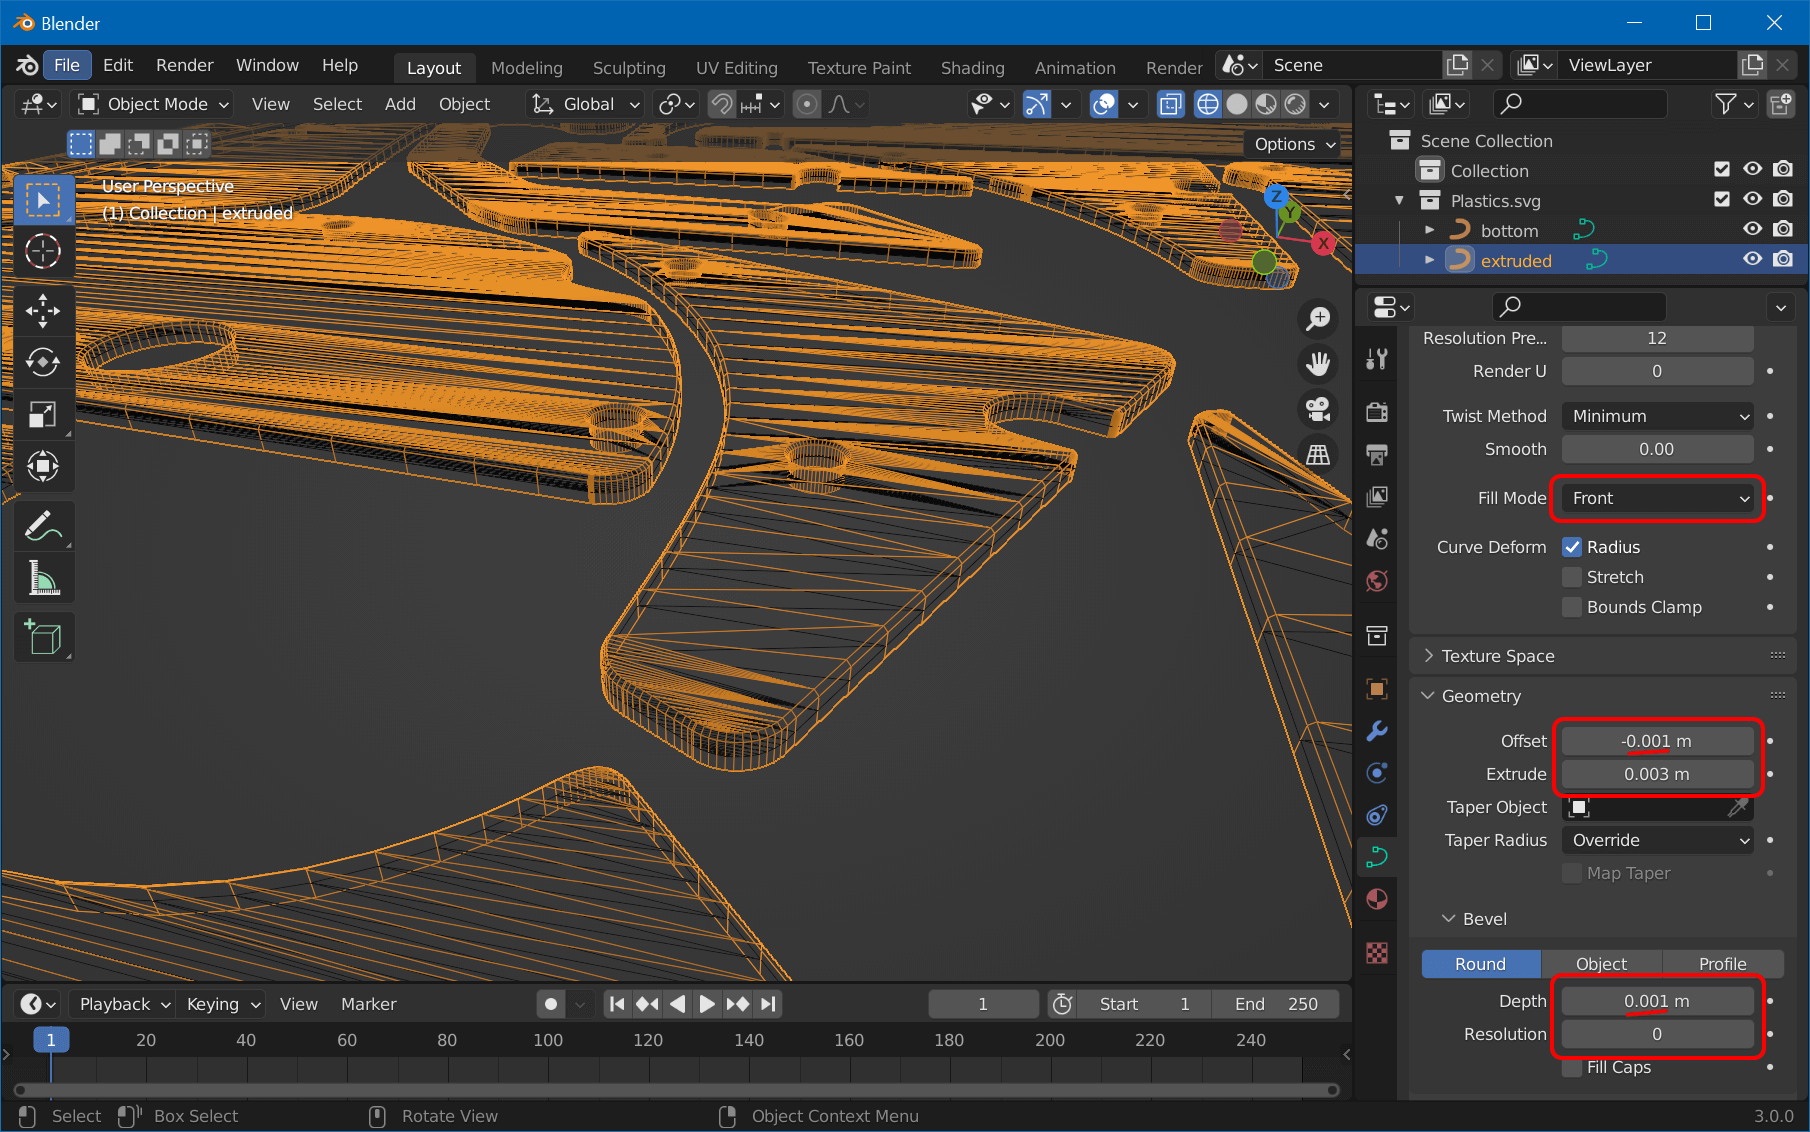 Blender
File Edit Render Window Help Layout Modeling Sculpting UV Editing Texture Paint Shading Animation Render Scene ViewLayer
Object Mode View Select Add Object Global
Options
User Perspective
(1) Collection | extruded
Z
Y
X
Scene Collection
Collection
Plastics.svg
bottom
extruded
Resolution Pre... 12
Render U 0
Twist Method Minimum
Smooth 0.00
Fill Mode Front
Curve Deform Radius
Stretch
Bounds Clamp
Texture Space
Geometry
Offset -0.001 m
Extrude 0.003 m
Taper Object
Taper Radius Override
Map Taper
Bevel
Round Object Profile
Depth 0.001 m
Resolution 0
Fill Caps
Playback Keying View Marker 1 Start 1 End 250
1 20 40 60 80 100 120 140 160 180 200 220 240
Select Box Select Rotate View Object Context Menu 3.0.0